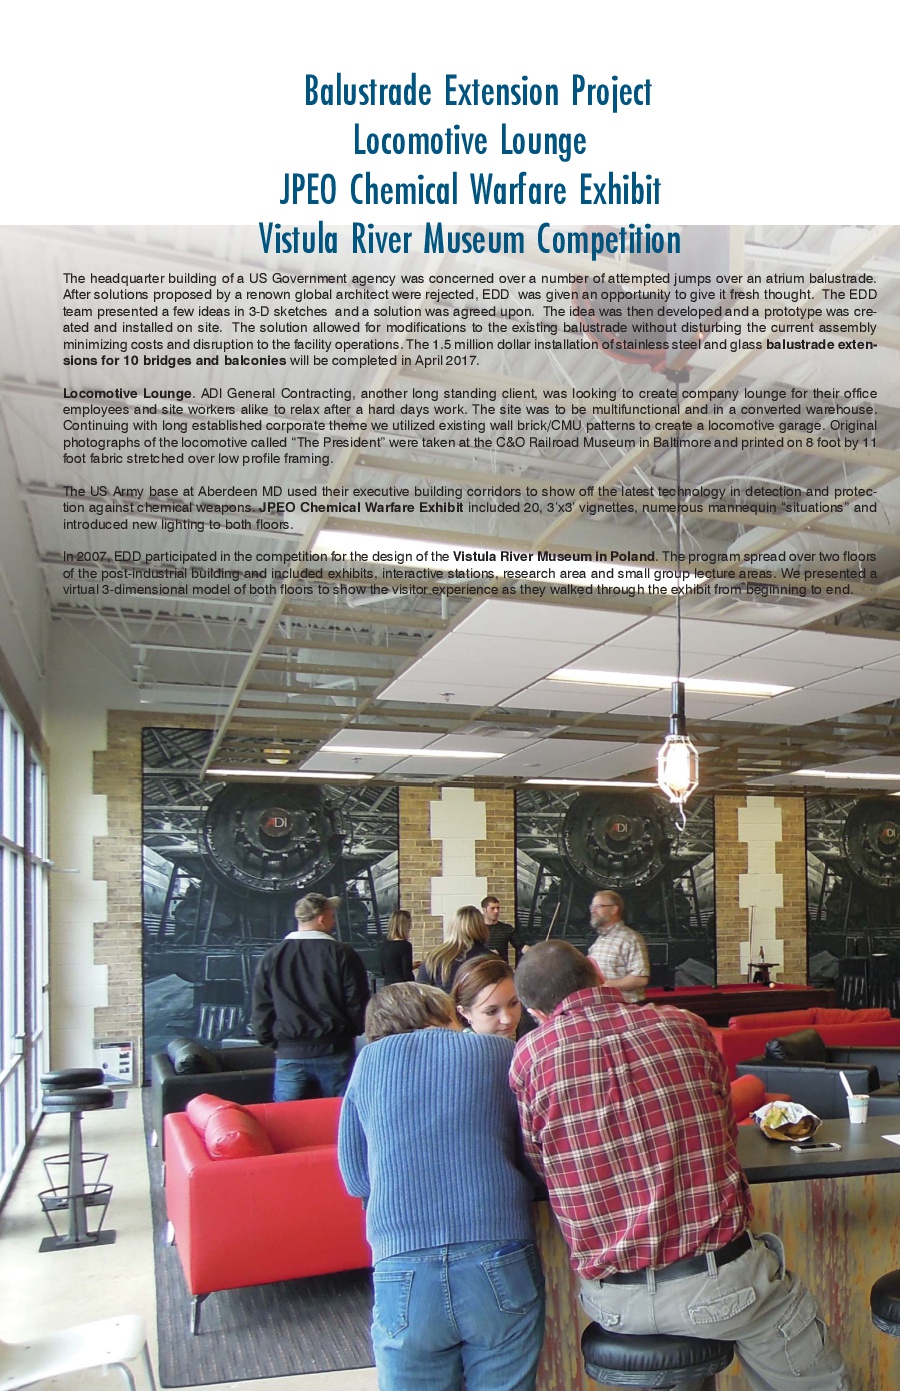 Balustrade Extension Project
Locomotive Lounge
JPEO Chemical Warfare Exhibit
Vistula River Museum Competition
The headquarter building of a US Government agency was concerned over a number of attempted jumps over an atrium balustrade.
After solutions proposed by a renown global architect were rejected, EDD was given an opportunity to give it fresh thought. The EDD
team presented a few ideas in 3-D sketches and a solution was agreed upon. The idea was then developed and a prototype was cre-
ated and installed on site. The solution allowed for modifications to the existing balustrade without disturbing the current assembly
minimizing costs and disruption to the facility operations. The 1.5 million dollar installation of stainless steel and glass balustrade exten-
sions for 10 bridges and balconies will be completed in April 2017.
Locomotive Lounge. ADI General Contracting, another long standing client, was looking to create company lounge for their office
employees and site workers alike to relax after a hard days work. The site was to be multifunctional and in a converted warehouse.
Continuing with long established corporate theme we utilized existing wall brick/CMU patterns to create a locomotive garage. Original
photographs of the locomotive called “The President” were taken at the C&O Railroad Museum in Baltimore and printed on 8 foot by 11
foot fabric stretched over low profile framing.
The US Army base at Aberdeen MD used their executive building corridors to show off the latest technology in detection and protec-
tion against chemical weapons. JPEO Chemical Warfare Exhibit included 20, 3’x3’ vignettes, numerous mannequin “situations” and
introduced new lighting to both floors.
In 2007, EDD participated in the competition for the design of the Vistula River Museum in Poland. The program spread over two floors
of the post-industrial building and included exhibits, interactive stations, research area and small group lecture areas. We presented a
virtual 3-dimensional model of both floors to show the visitor experience as they walked through the exhibit from beginning to end.
ADI
ADI